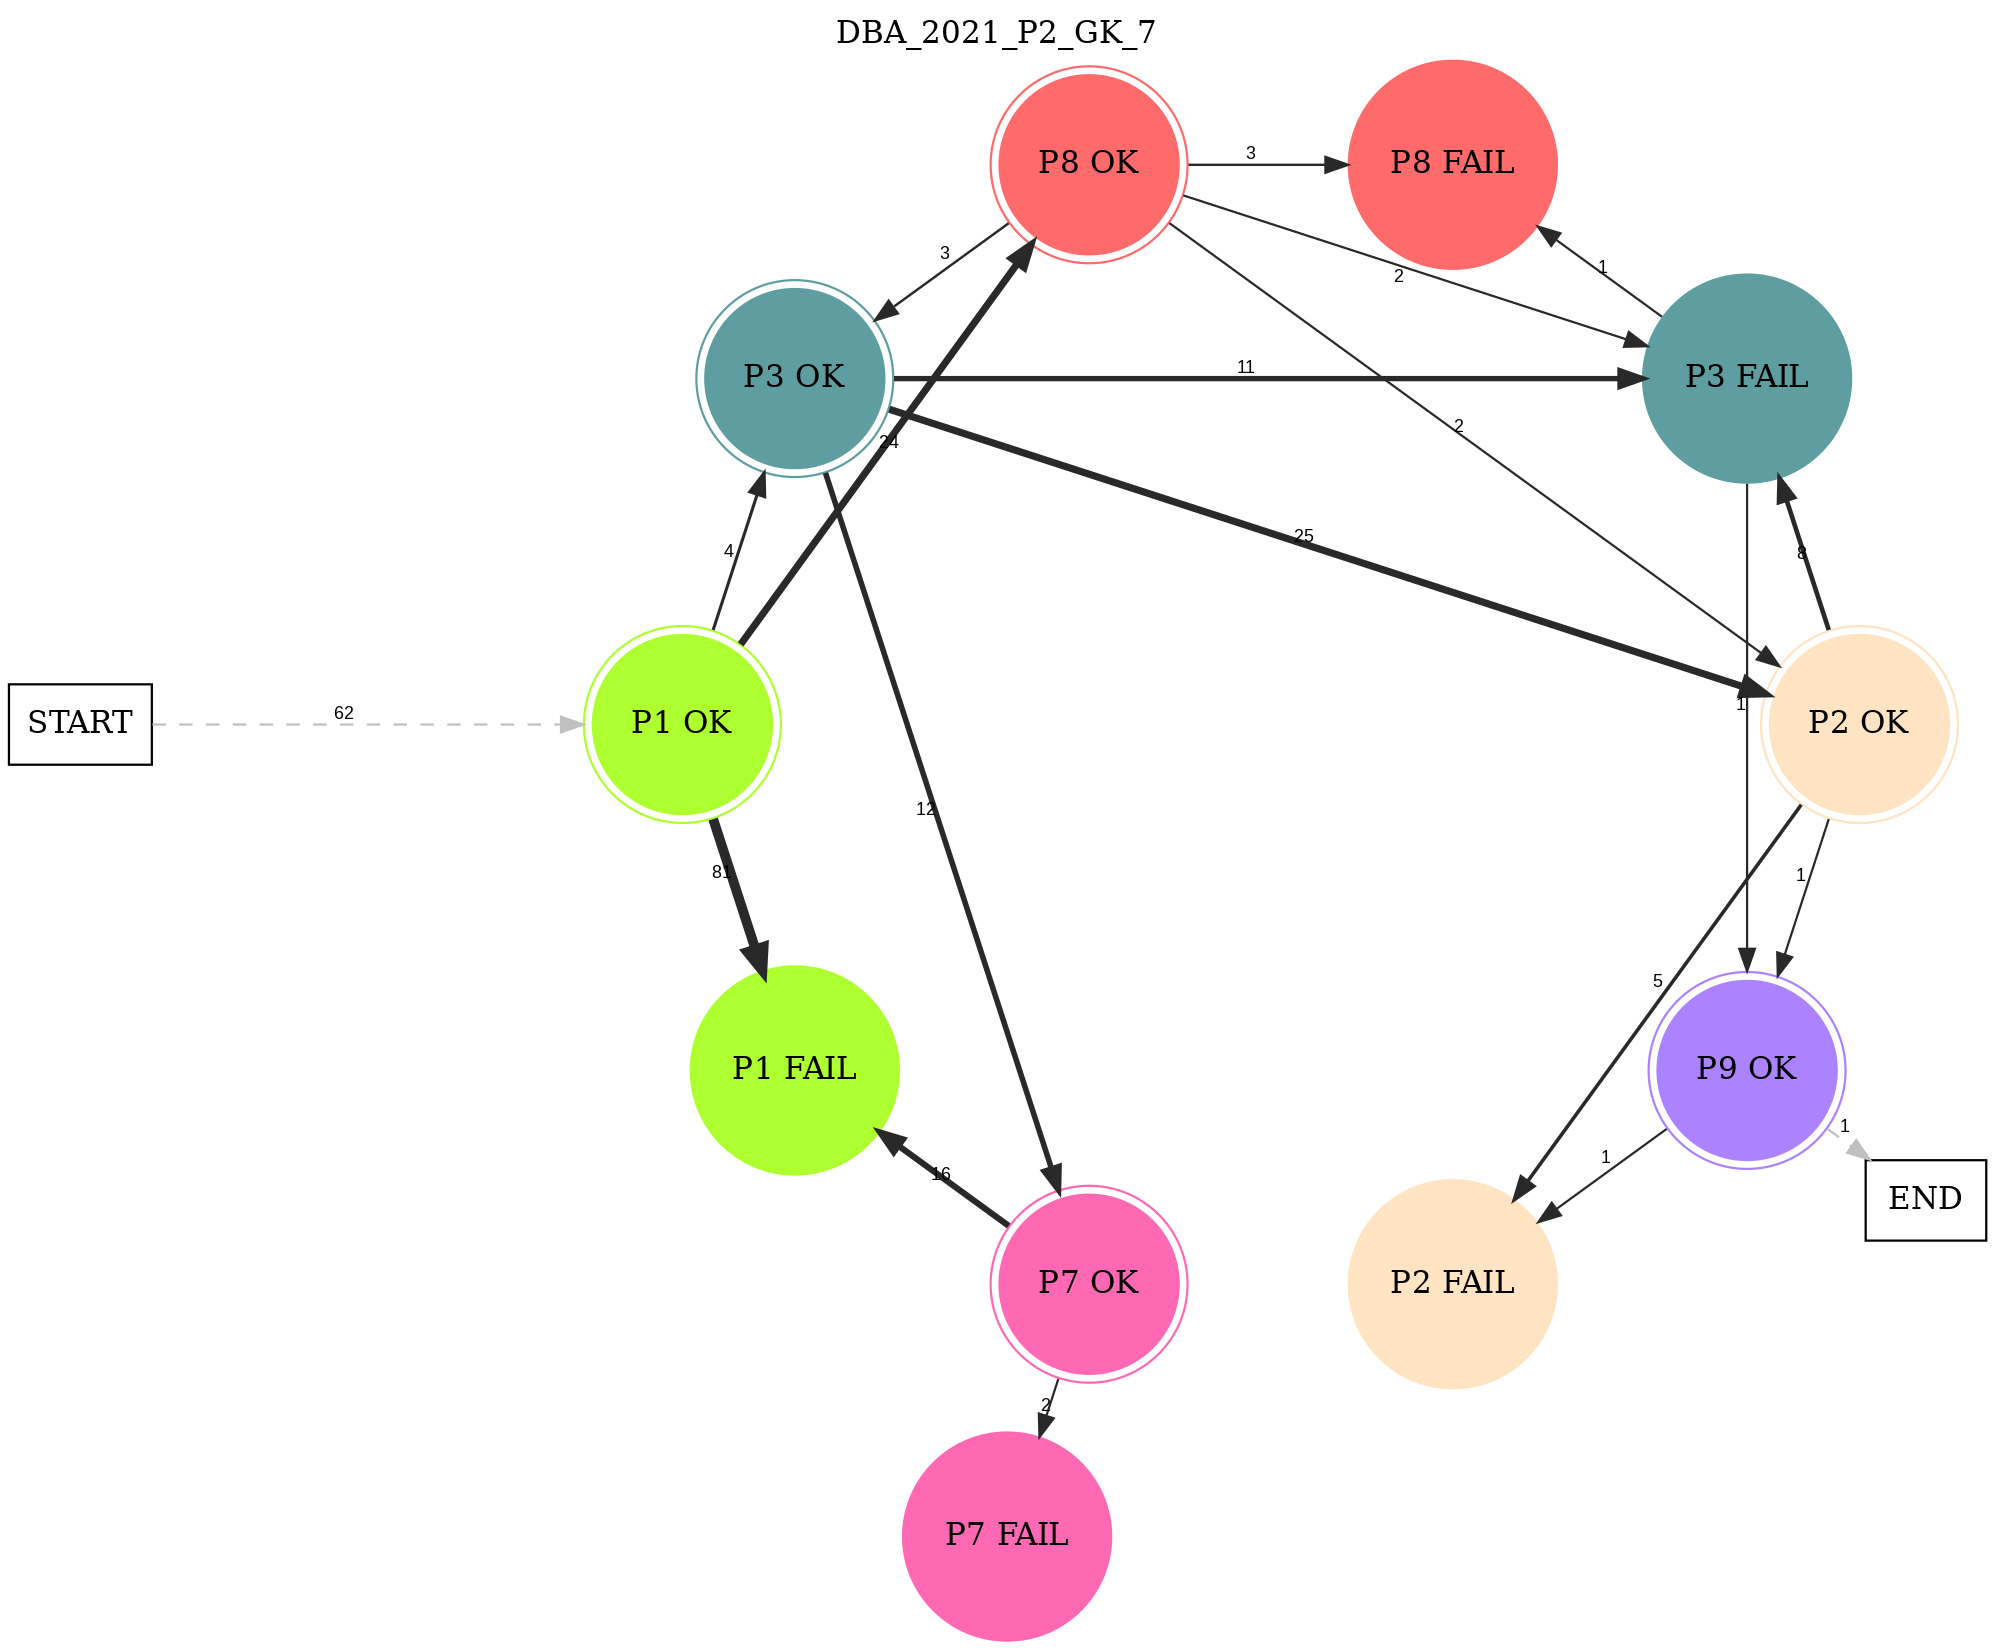 DBA_2021_P2_GK_7
P8 OK
3
P8 FAIL
3
2
1
P3 OK
11
P3 FAIL
24
2
4
25
8
START
62
P1 OK
1
P2 OK
12
81
1
5
P1 FAIL
P9 OK
16
1
1
END
P7 OK
P2 FAIL
2
P7 FAIL